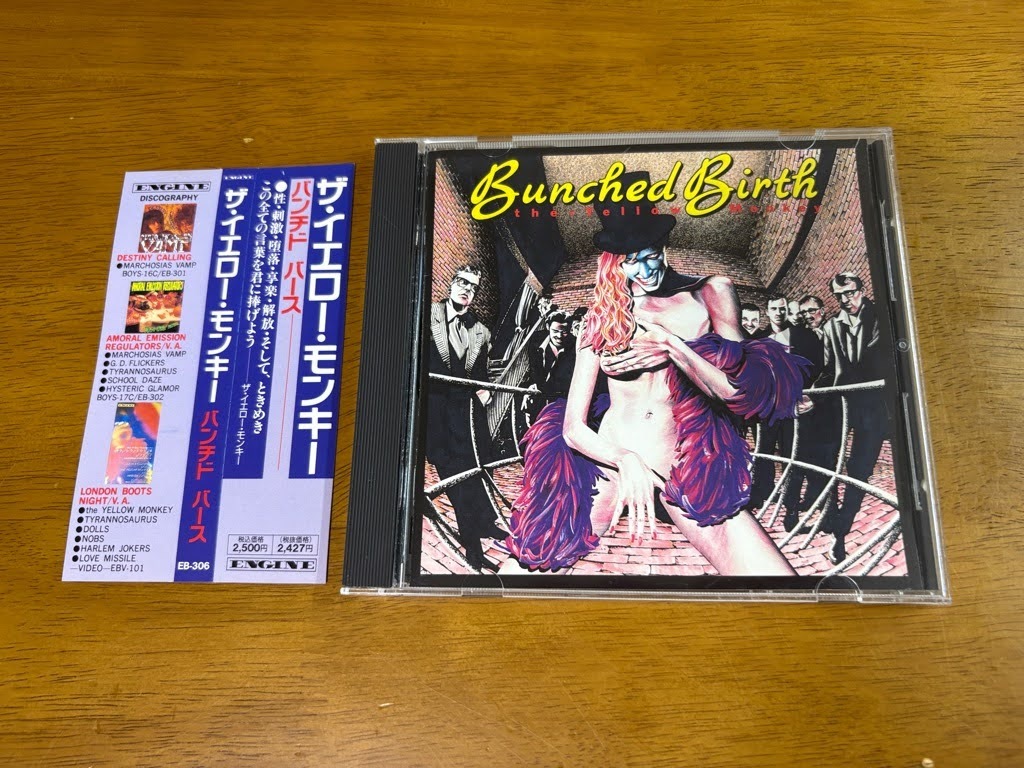 ENGINE
DISCOGRAPHY
VAMP
DESTINY CALLING
●MARCHOSIAS VAMP
BOYS-16C/EB-301
AMORAL EMISSION REGULATORS
AMORAL EMISSION
REGULATORS/V.A.
●MARCHOSIAS VAMP
●G.D.FLICKERS
●TYRANNOSAURUS
●SCHOOL DAZE
●HYSTERIC GLAMOR
BOYS-17C/EB-302
LONDON BOOTS
NIGHT/V.A.
●the YELLOW MONKEY
●TYRANNOSAURUS
●DOLLS
●NOBS
●HARLEM JOKERS
●LOVE MISSILE
—VIDEO—EBV-101
ENGINE
ザ・イエロー・モンキー
バンチド バース
EB-306
ザ・イエロー・モンキー
バンチド バース
●性・刺激・堕落・享楽・解放・そして、ときめき
この全ての言葉を君に捧げよう
ザ・イエロー・モンキー
税込価格
2,500円
(税抜価格)
2,427円
ENGINE
Bunched Birth
the Yellow Monkey